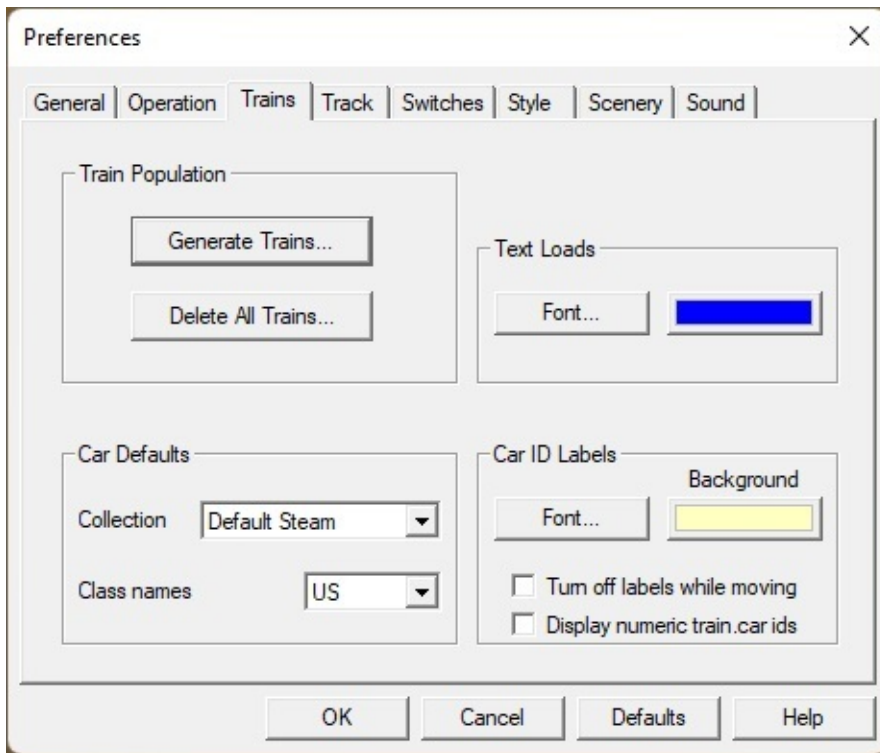 Preferences
General
Operation
Trains
Track
Switches
Style
Scenery
Sound
Train Population
Generate Trains...
Delete All Trains...
Text Loads
Font...
Car Defaults
Collection
Default Steam
Class names
US
Car ID Labels
Background
Font...
Turn off labels while moving
Display numeric train.car ids
OK
Cancel
Defaults
Help